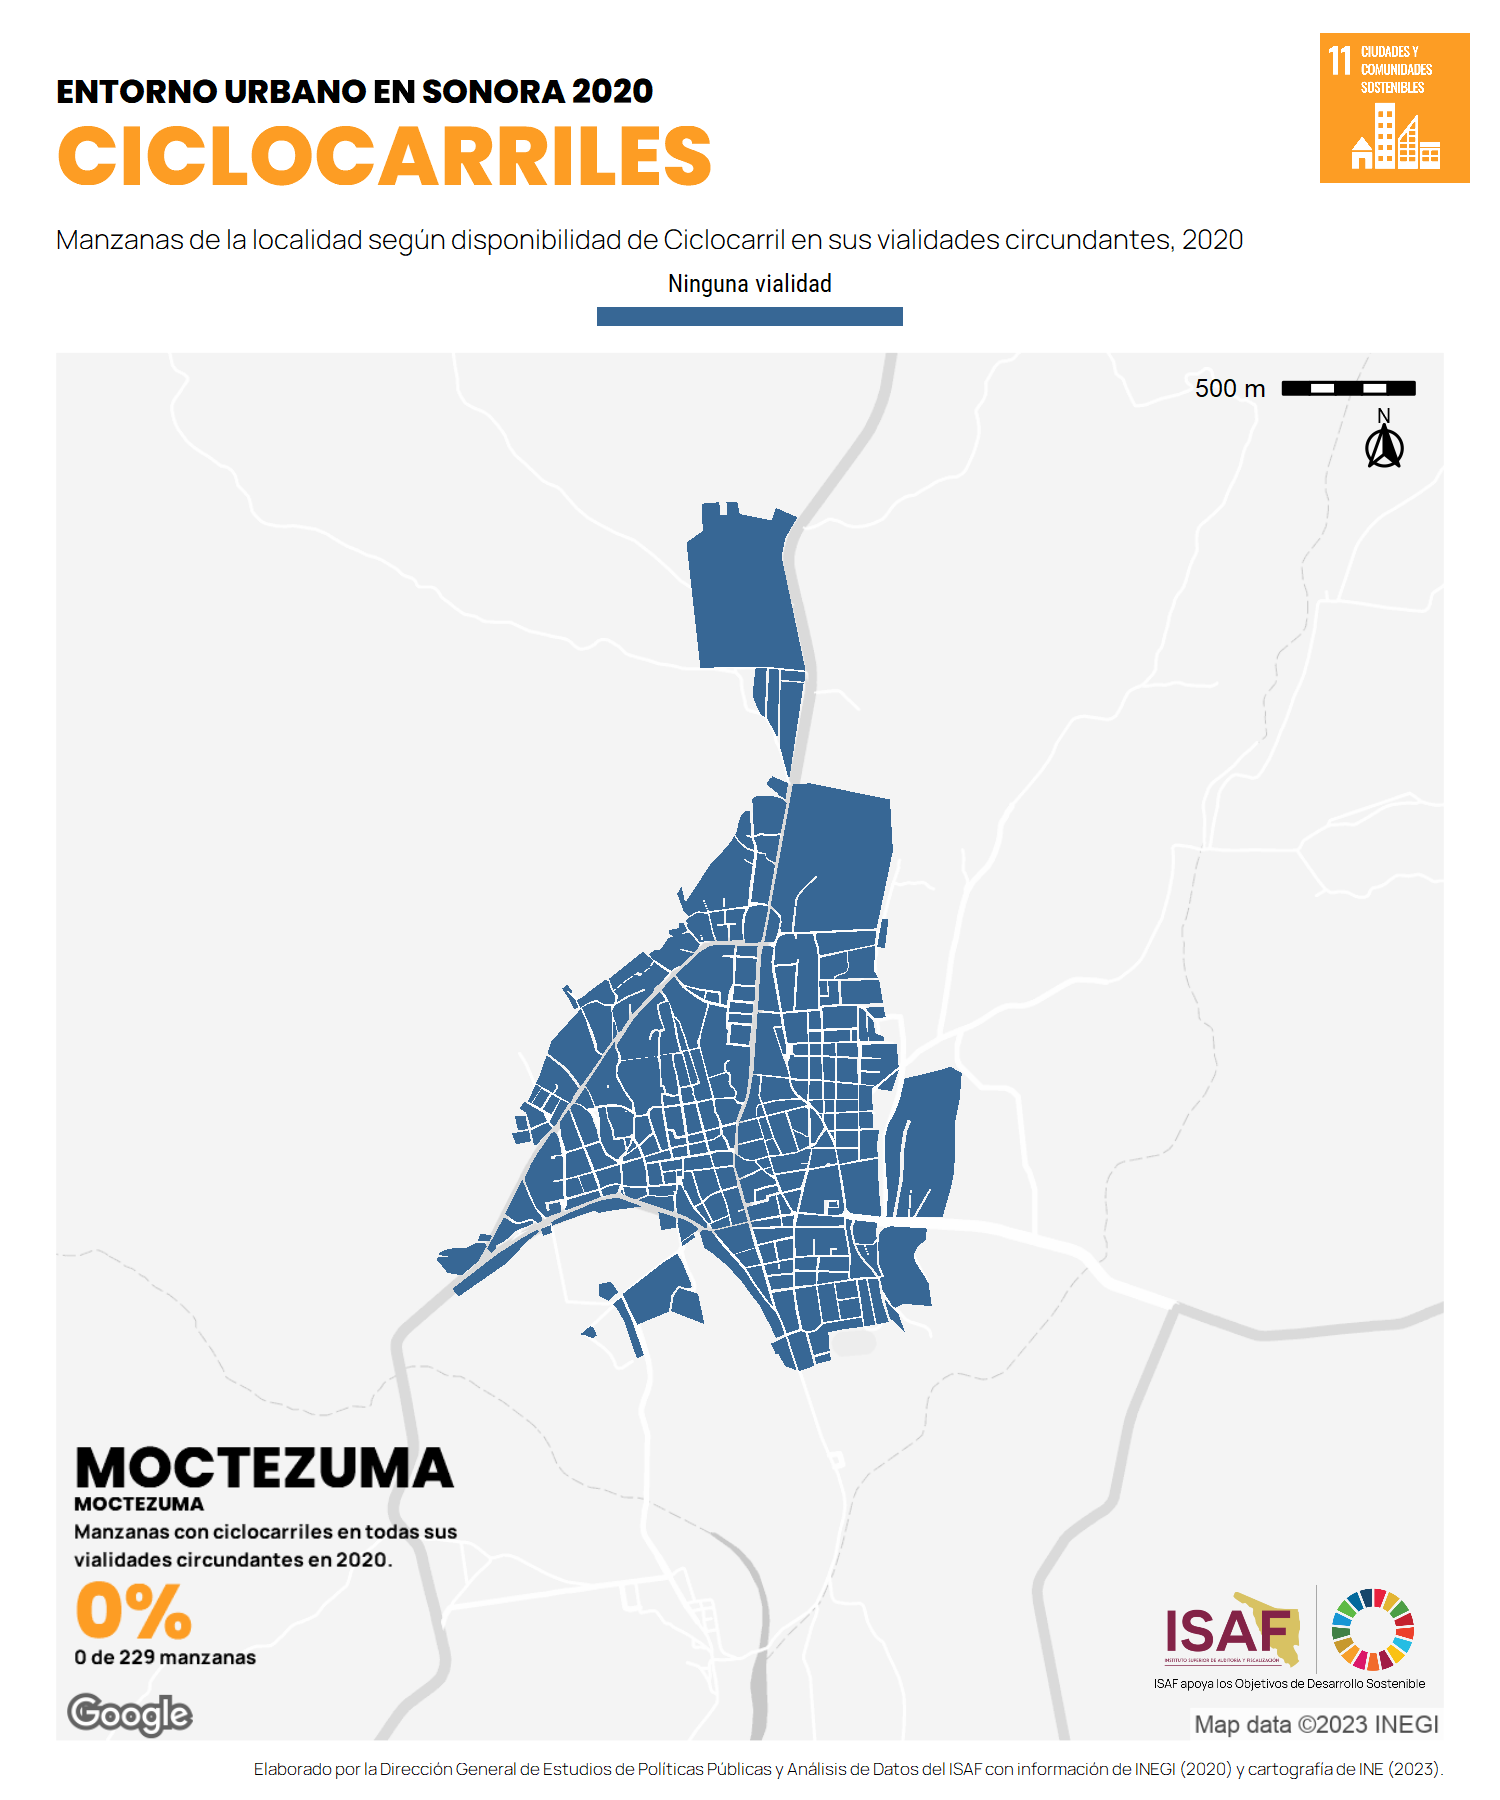 ENTORNO URBANO EN SONORA 2020
CICLOCARRILES
11 CIUDADES Y
COMUNIDADES
SOSTENIBLES
Manzanas de la localidad según disponibilidad de Ciclocarril en sus vialidades circundantes, 2020
Ninguna vialidad
500 m
N
MOCTEZUMA
MOCTEZUMA
Manzanas con ciclocarriles en todas sus
vialidades circundantes en 2020.
0%
0 de 229 manzanas
Google
ISAF
INSTITUTO SUPERIOR DE AUDITORÍA Y FISCALIZACIÓN
ISAF apoya los Objetivos de Desarrollo Sostenible
Map data ©2023 INEGI
Elaborado por la Dirección General de Estudios de Políticas Públicas y Análisis de Datos del ISAF con información de INEGI (2020) y cartografía de INE (2023).